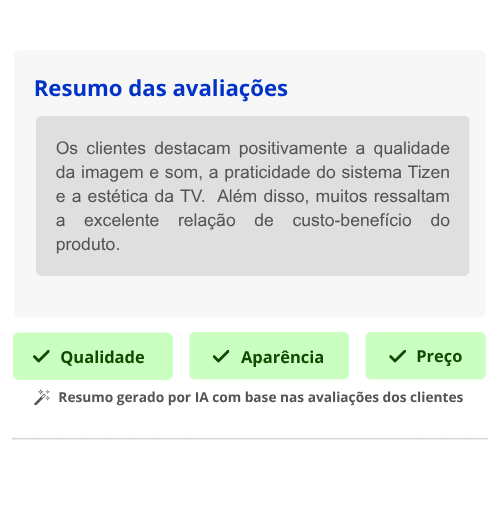 Resumo das avaliações
Os clientes destacam positivamente a qualidade
da imagem e som, a praticidade do sistema Tizen
e a estética da TV. Além disso, muitos ressaltam
a excelente relação de custo-benefício do
produto.
Qualidade
Aparência
Preço
Resumo gerado por IA com base nas avaliações dos clientes